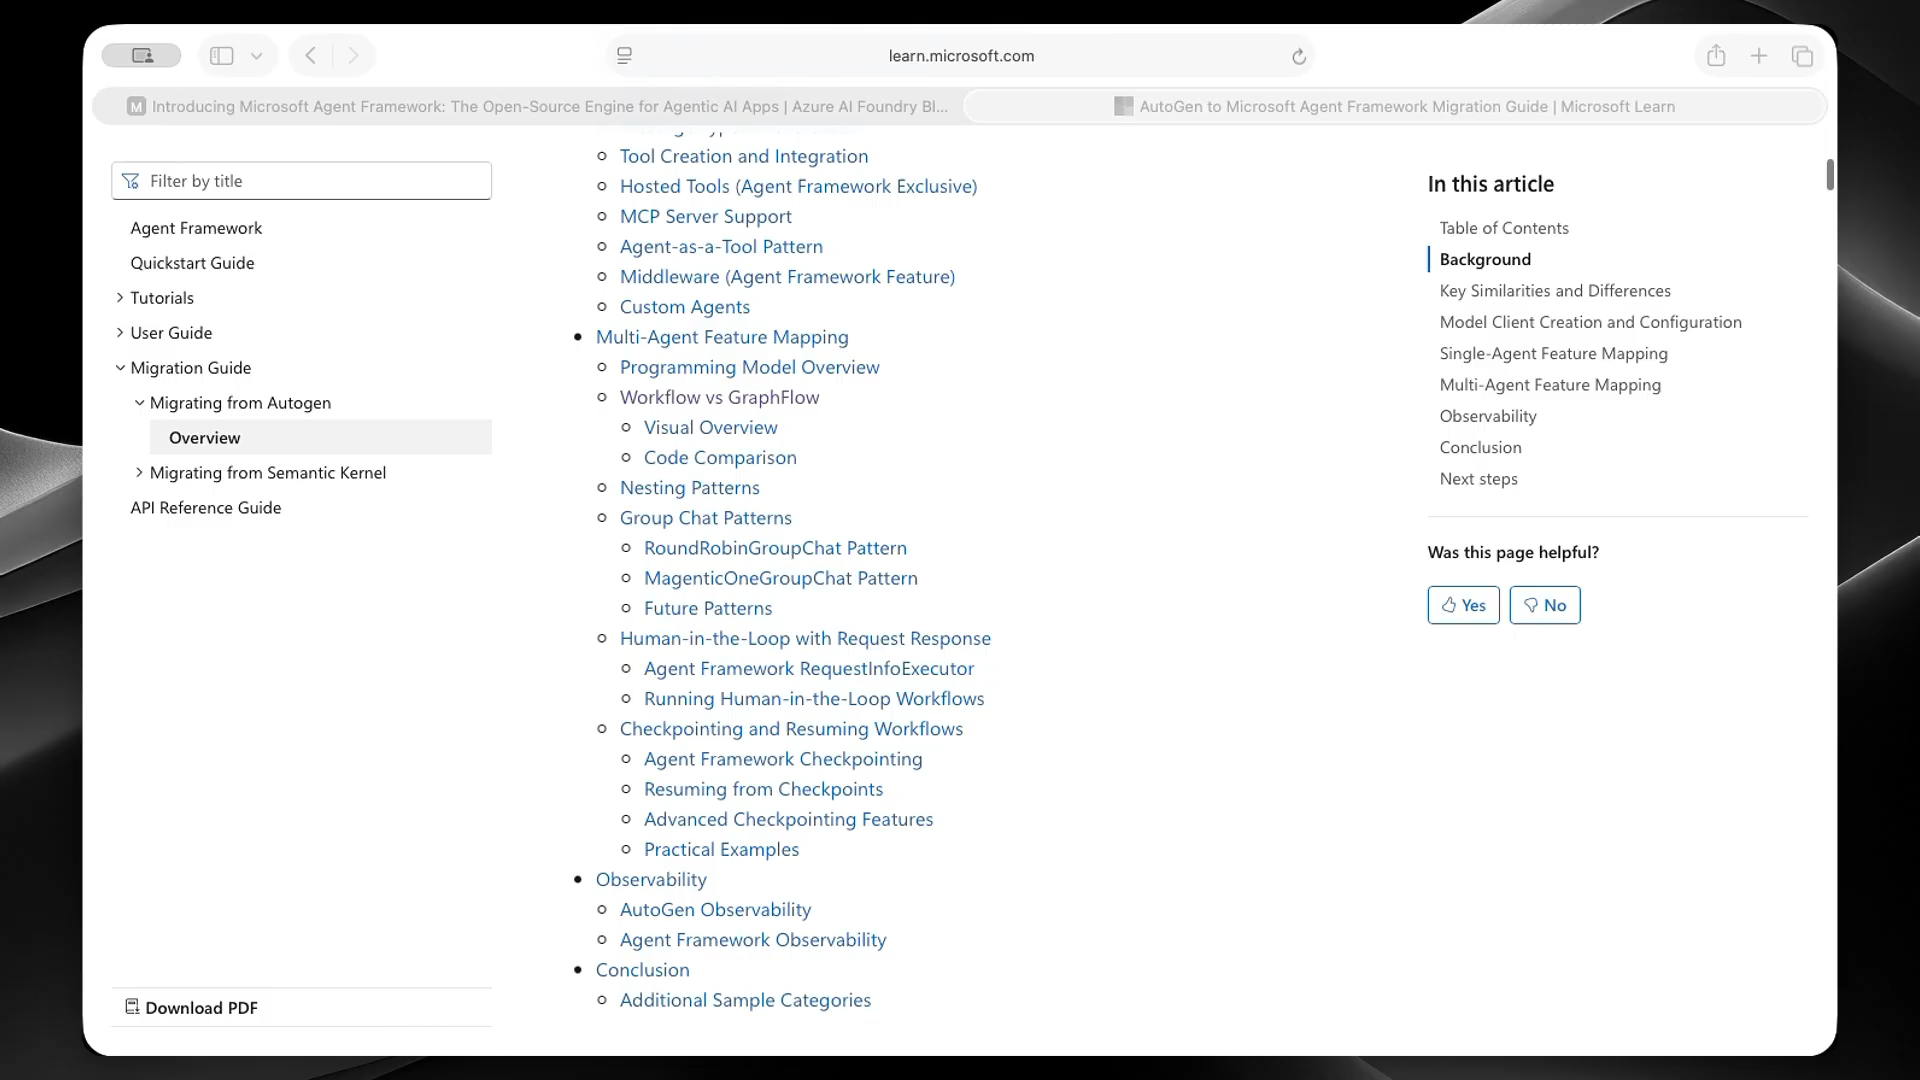 learn.microsoft.com
M Introducing Microsoft Agent Framework: The Open-Source Engine for Agentic AI Apps | Azure AI Foundry Bl...
AutoGen to Microsoft Agent Framework Migration Guide | Microsoft Learn
Filter by title
Agent Framework
Quickstart Guide
Tutorials
User Guide
Migration Guide
Migrating from Autogen
Overview
Migrating from Semantic Kernel
API Reference Guide
Download PDF
Tool Creation and Integration
Hosted Tools (Agent Framework Exclusive)
MCP Server Support
Agent-as-a-Tool Pattern
Middleware (Agent Framework Feature)
Custom Agents
Multi-Agent Feature Mapping
Programming Model Overview
Workflow vs GraphFlow
Visual Overview
Code Comparison
Nesting Patterns
Group Chat Patterns
RoundRobinGroupChat Pattern
MagenticOneGroupChat Pattern
Future Patterns
Human-in-the-Loop with Request Response
Agent Framework RequestInfoExecutor
Running Human-in-the-Loop Workflows
Checkpointing and Resuming Workflows
Agent Framework Checkpointing
Resuming from Checkpoints
Advanced Checkpointing Features
Practical Examples
Observability
AutoGen Observability
Agent Framework Observability
Conclusion
Additional Sample Categories
In this article
Table of Contents
Background
Key Similarities and Differences
Model Client Creation and Configuration
Single-Agent Feature Mapping
Multi-Agent Feature Mapping
Observability
Conclusion
Next steps
Was this page helpful?
Yes
No